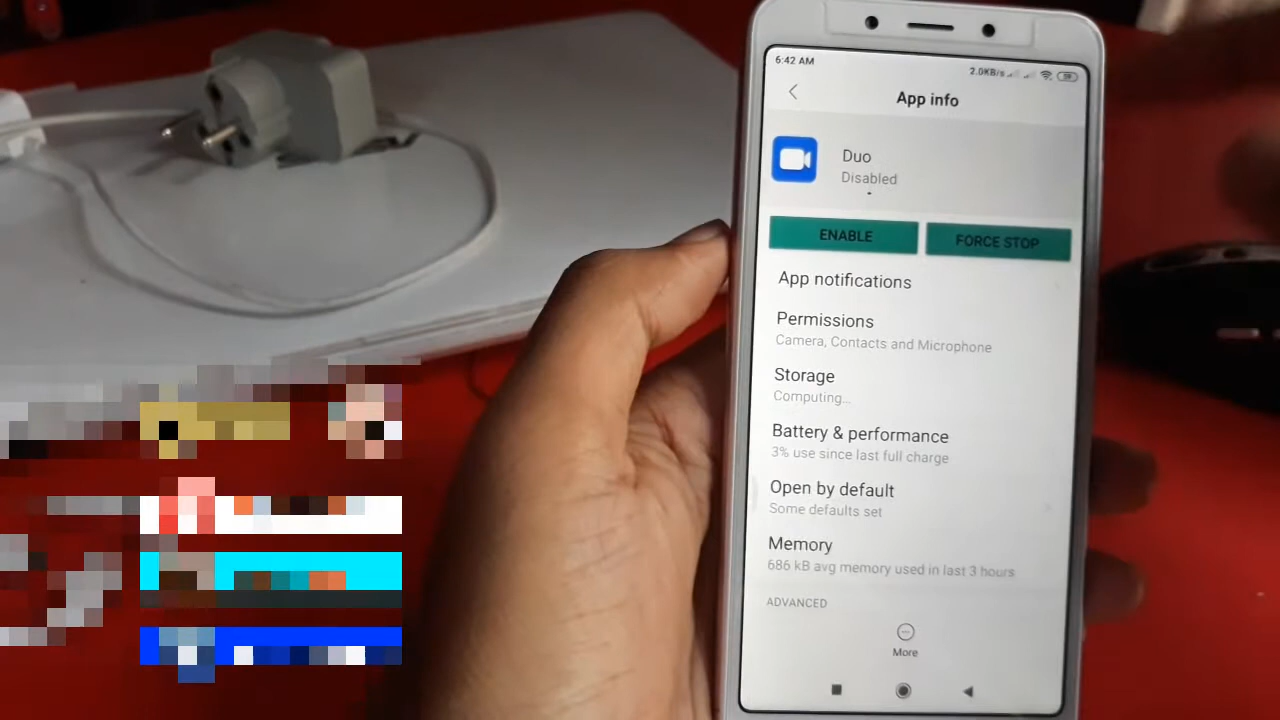 6:42 AM
2.0KB/s
App info
Duo
Disabled
ENABLE
FORCE STOP
App notifications
Permissions
Camera, Contacts and Microphone
Storage
Computing...
Battery & performance
3% use since last full charge
Open by default
Some defaults set
Memory
686 kB avg memory used in last 3 hours
ADVANCED
More